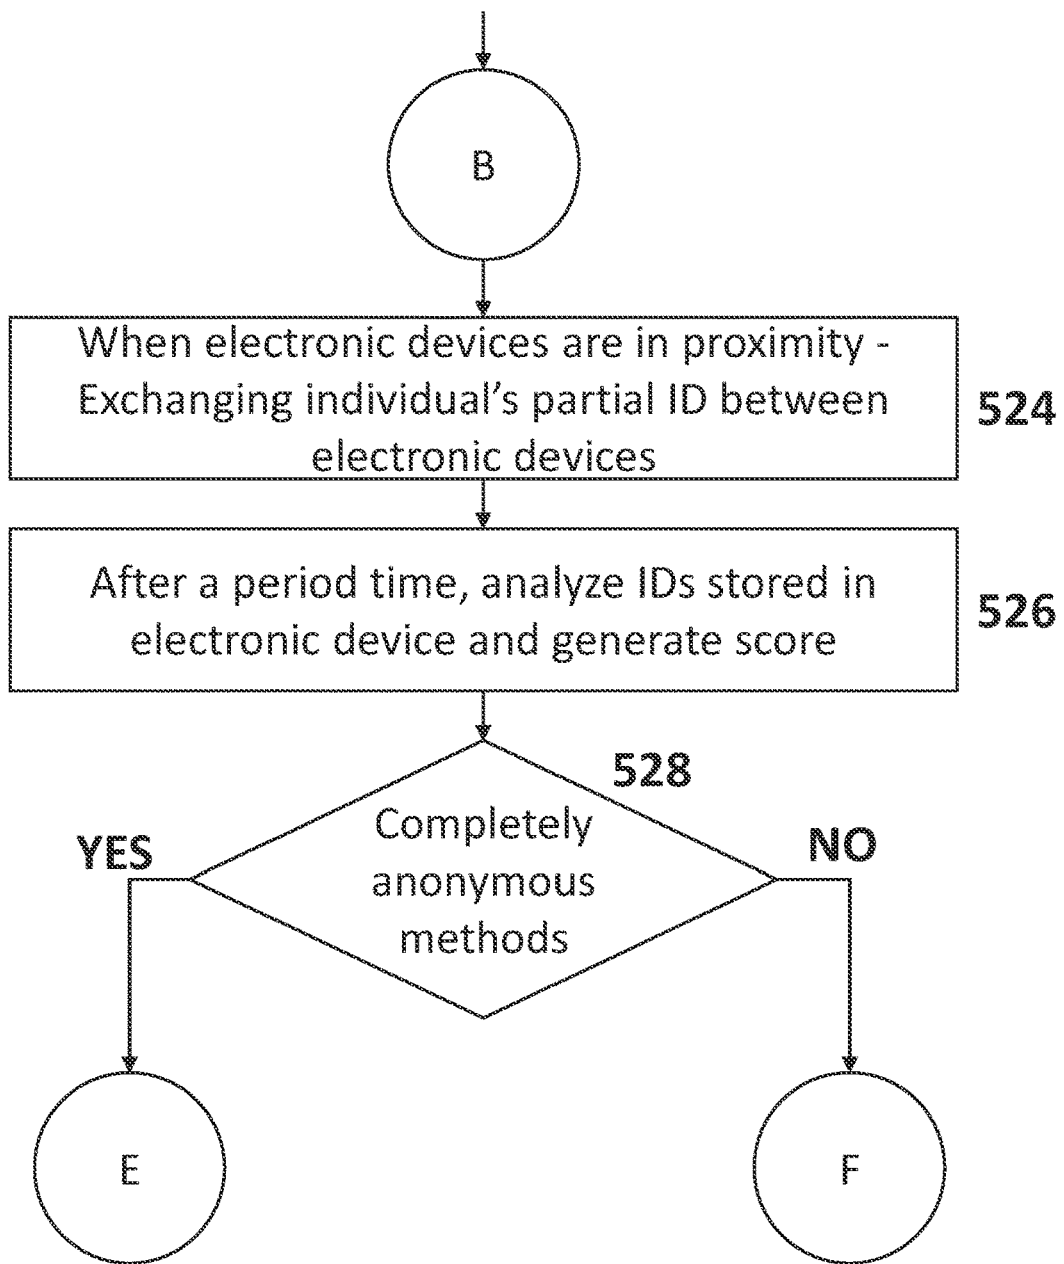 B
When electronic devices are in proximity -
Exchanging individual's partial ID between
electronic devices
524
After a period time, analyze IDs stored in
electronic device and generate score
526
528
Completely
anonymous
methods
YES
NO
E
F